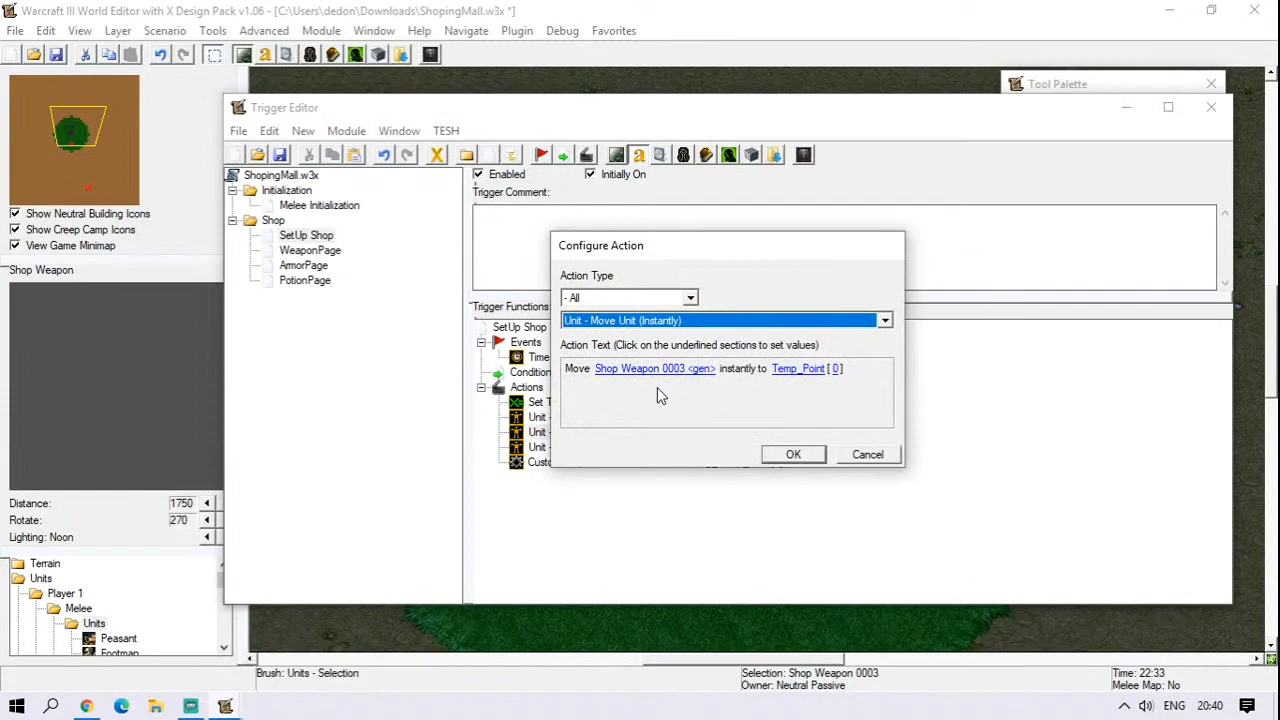 Warcraft III World Editor with X Design Pack v1.06 - [C:\Users\dedon\Downloads\ShopingMall.w3x *]
File Edit View Layer Scenario Tools Advanced Module Window Help Navigate Plugin Debug Favorites
Tool Palette
Trigger Editor
File Edit New Module Window TESH
ShopingMall.w3x
Initialization
Melee Initialization
Shop
SetUp Shop
WeaponPage
ArmorPage
PotionPage
Enabled Initially On
Trigger Comment:
Trigger Functions
SetUp Shop
Events
Time
Condition
Actions
Set T
Unit -
Unit -
Unit -
Custo
Configure Action
Action Type
- All
Unit - Move Unit (Instantly)
Action Text (Click on the underlined sections to set values)
Move Shop Weapon 0003 <gen> instantly to Temp_Point[ 0 ]
OK Cancel
Show Neutral Building Icons
Show Creep Camp Icons
View Game Minimap
Shop Weapon
Distance: 1750
Rotate: 270
Lighting: Noon
Terrain
Units
Player 1
Melee
Units
Peasant
Footman
Brush: Units - Selection
Selection: Shop Weapon 0003
Owner: Neutral Passive
Time: 22:33
Melee Map: No
ENG 20:40